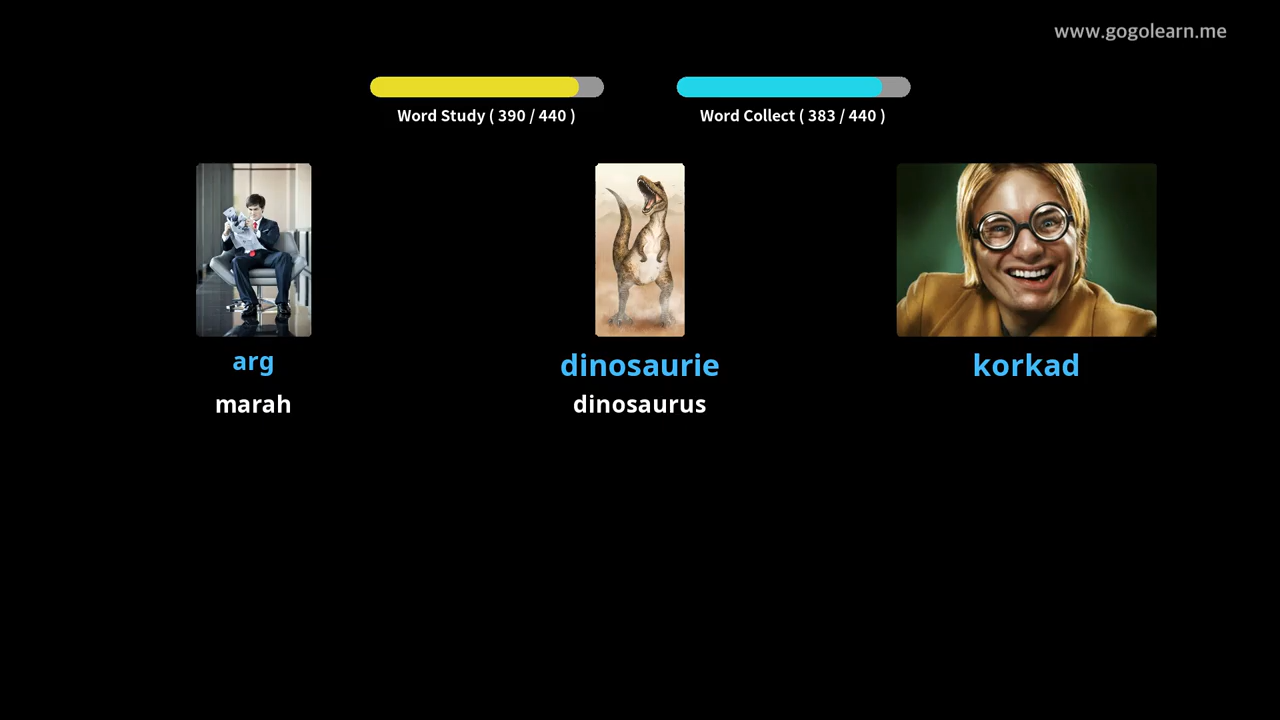 www.gogolearn.me
Word Study ( 390 / 440 )
Word Collect ( 383 / 440 )
arg
dinosaurie
korkad
marah
dinosaurus